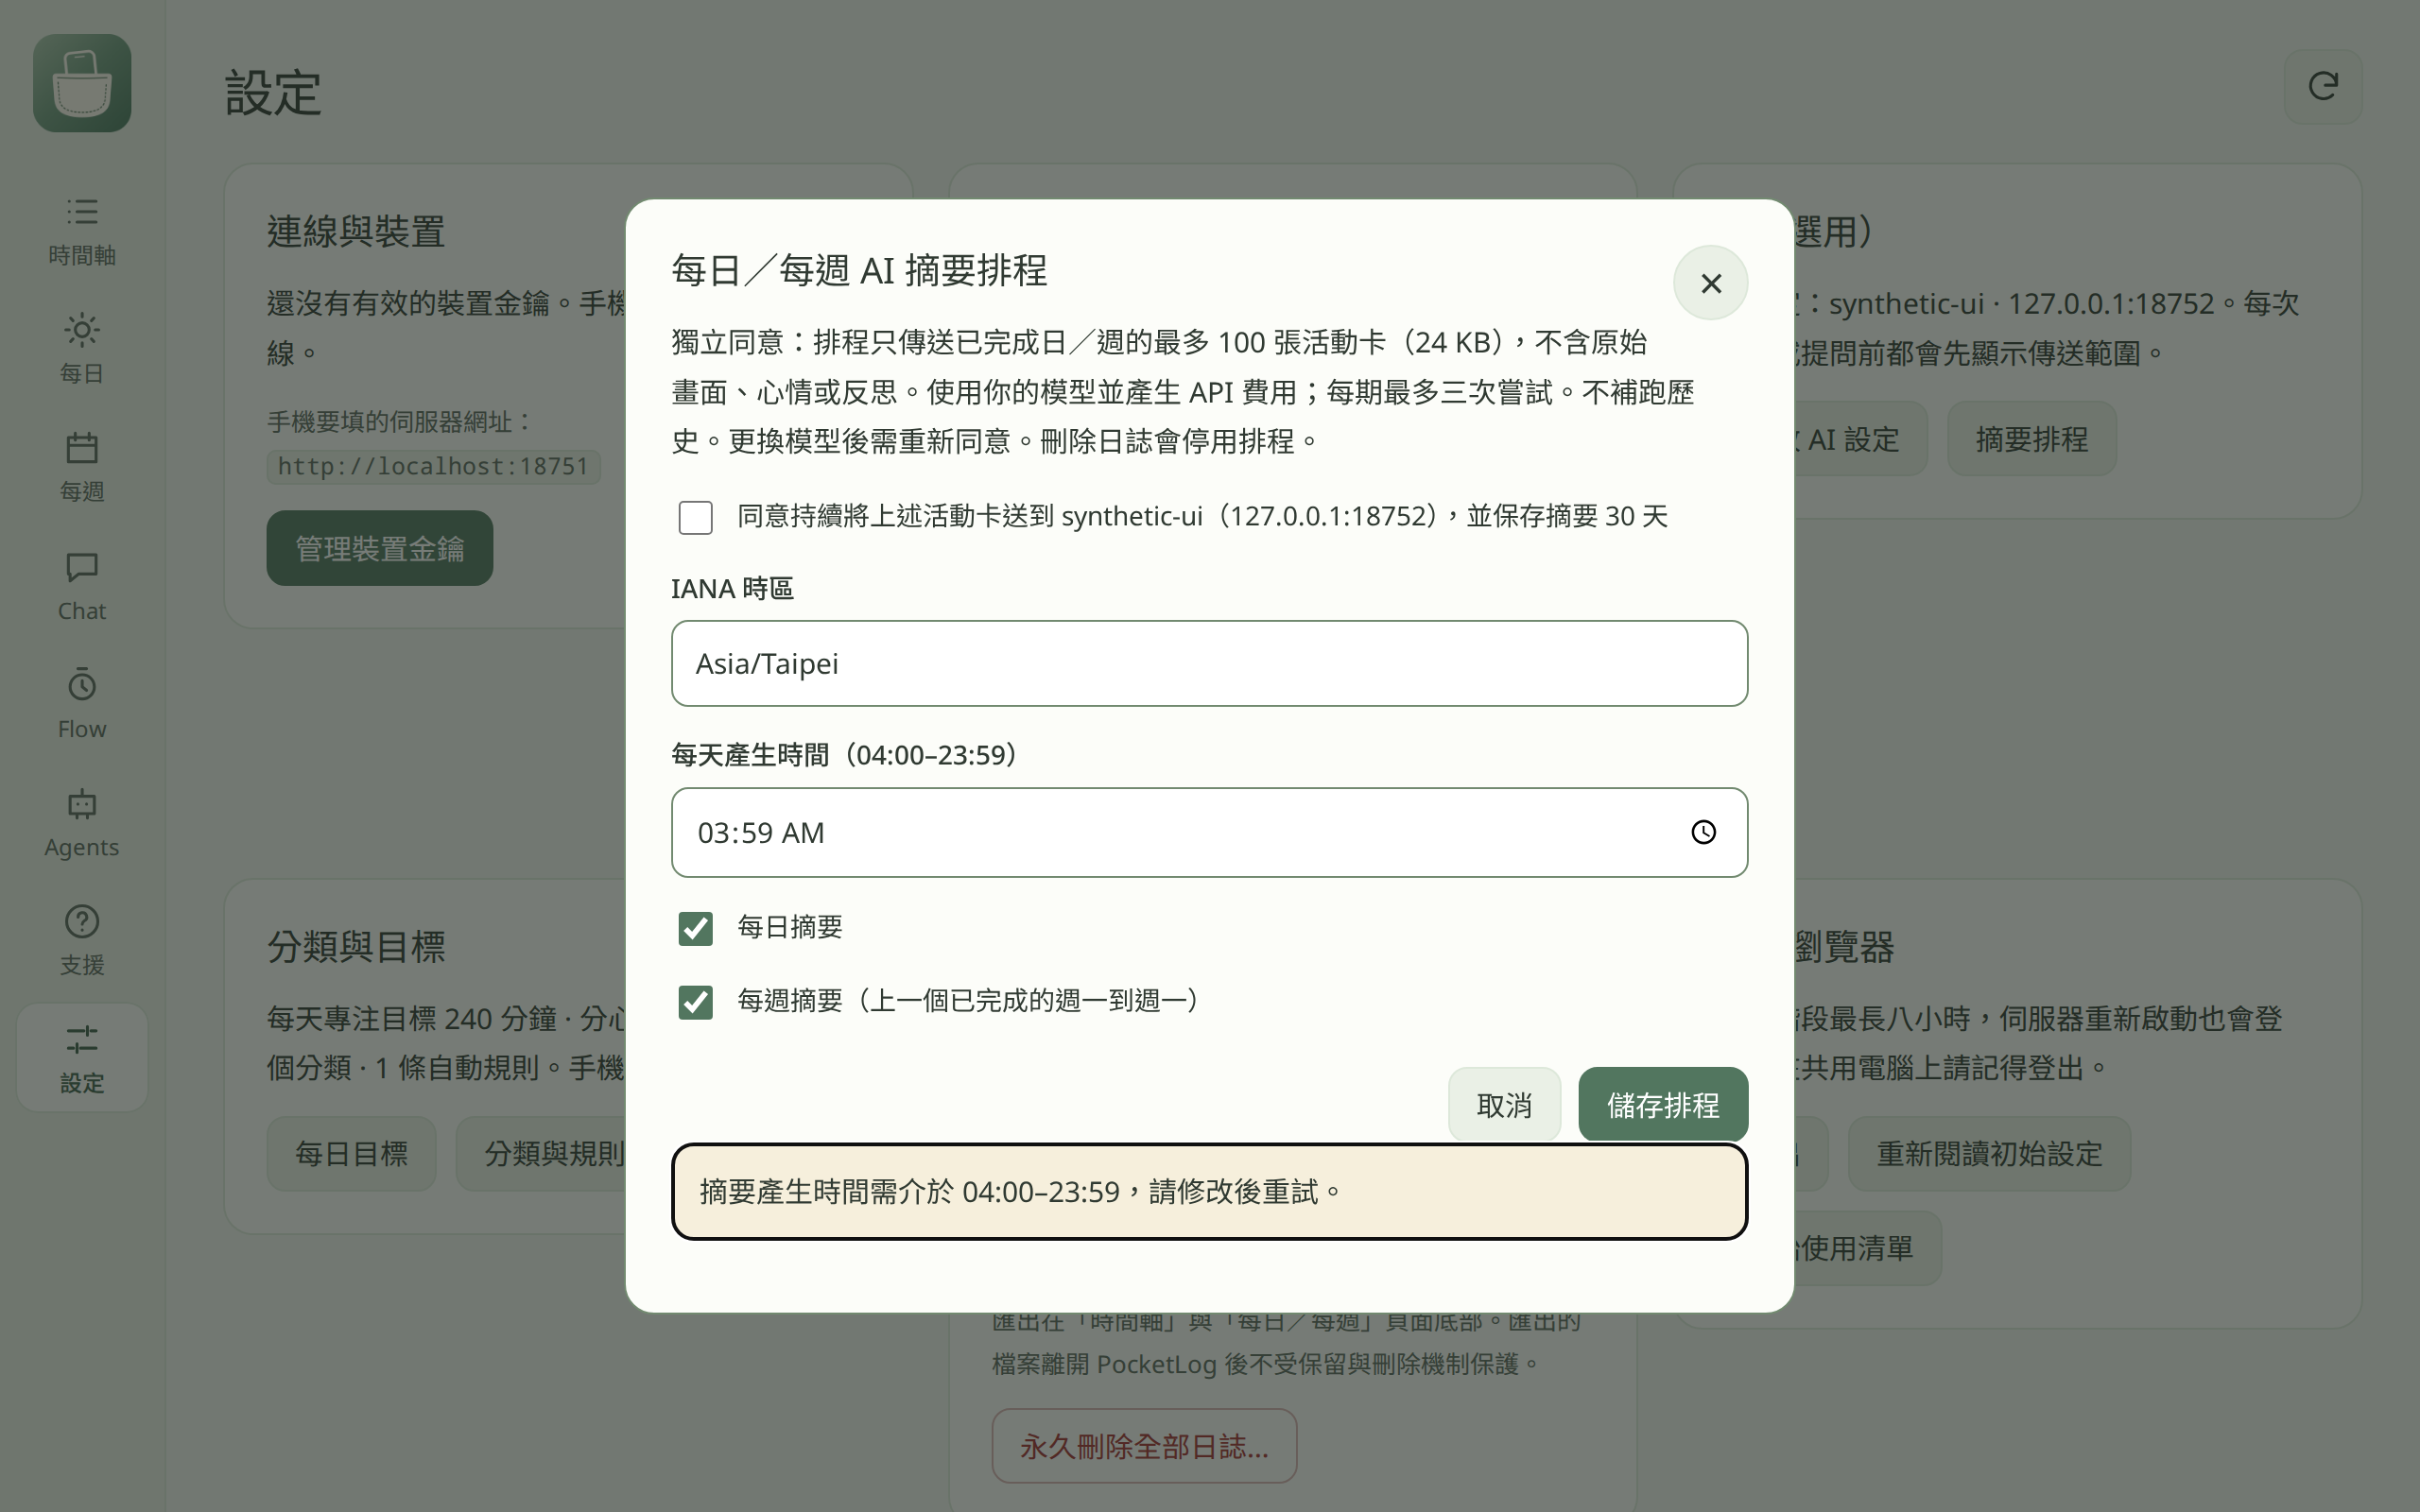 時間軸
每日
每週
Chat
Flow
Agents
支援
設定
設定
連線與裝置
還沒有有效的裝置金鑰。手機
線。
手機要填的伺服器網址：
http://localhost:18751
管理裝置金鑰
選用）
：synthetic-ui · 127.0.0.1:18752。每次
提問前都會先顯示傳送範圍。
AI 設定
摘要排程
每日／每週 AI 摘要排程
獨立同意：排程只傳送已完成日／週的最多 100 張活動卡（24 KB），不含原始
畫面、心情或反思。使用你的模型並產生 API 費用；每期最多三次嘗試。不補跑歷
史。更換模型後需重新同意。刪除日誌會停用排程。
同意持續將上述活動卡送到 synthetic-ui（127.0.0.1:18752），並保存摘要 30 天
IANA 時區
Asia/Taipei
每天產生時間（04:00–23:59）
03:59 AM
每日摘要
每週摘要（上一個已完成的週一到週一）
取消
儲存排程
摘要產生時間需介於 04:00–23:59，請修改後重試。
分類與目標
每天專注目標 240 分鐘 · 分心
個分類 · 1 條自動規則。手機
每日目標
分類與規則
瀏覽器
段最長八小時，伺服器重新啟動也會登
共用電腦上請記得登出。
重新閱讀初始設定
使用清單
匯出在「時間軸」與「每日／每週」頁面底部。匯出的
檔案離開 PocketLog 後不受保留與刪除機制保護。
永久刪除全部日誌…